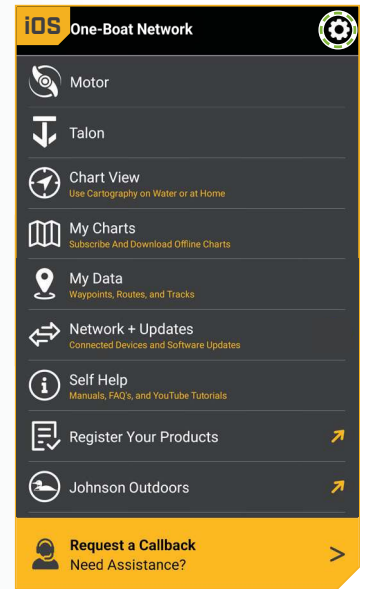 iOS One-Boat Network
Motor
Talon
Chart View
Use Cartography on Water or at Home
My Charts
Subscribe And Download Offline Charts
My Data
Waypoints, Routes, and Tracks
Network + Updates
Connected Devices and Software Updates
Self Help
Manuals, FAQ's, and YouTube Tutorials
Register Your Products
Johnson Outdoors
Request a Callback
Need Assistance?